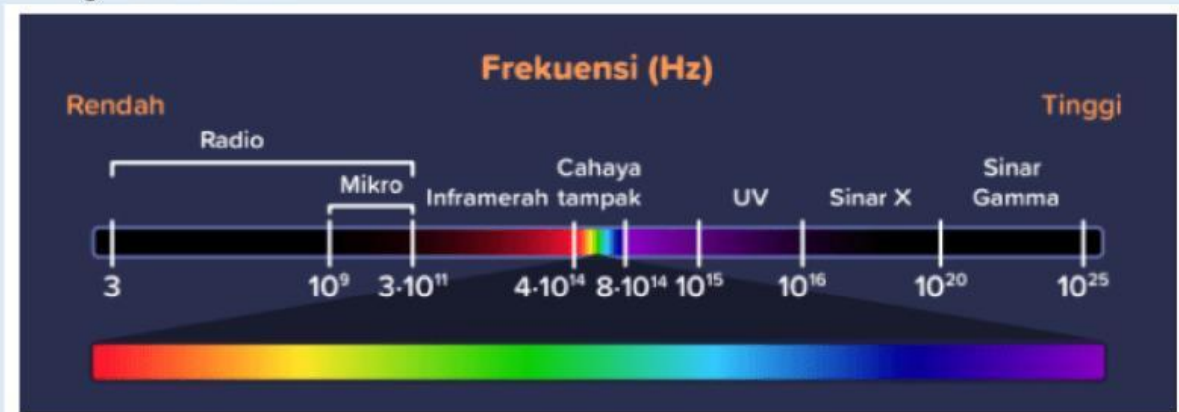 Frekuensi (Hz)
Rendah
Tinggi
Radio
Mikro
Inframerah
Cahaya
tampak
UV
Sinar X
Sinar
Gamma
3
10⁹
3·10¹¹
4·10¹⁴
8·10¹⁴
10¹⁵
10¹⁶
10²⁰
10²⁵